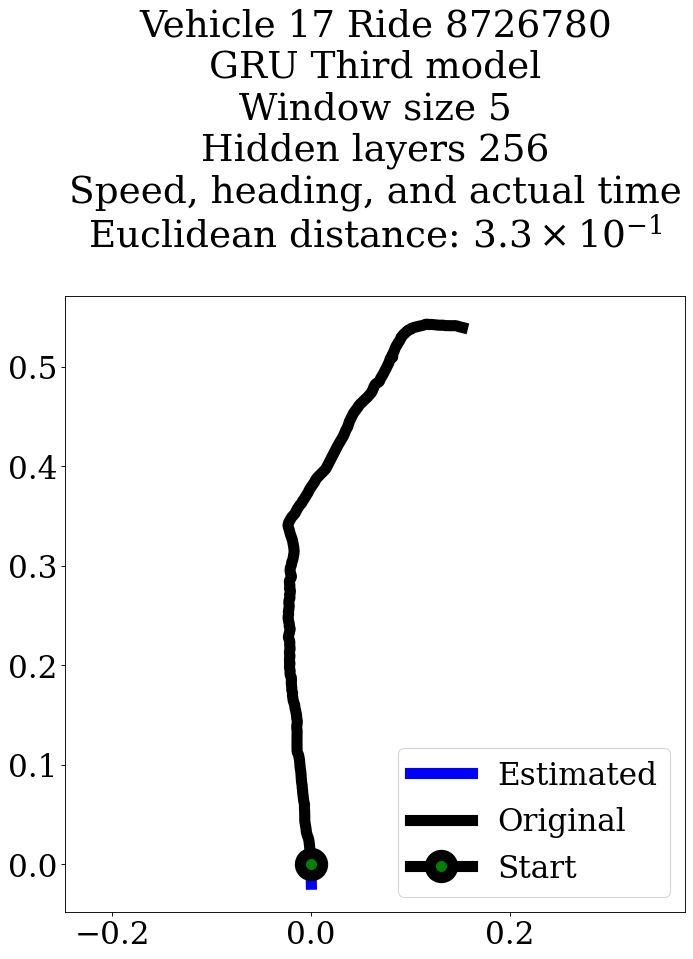 Vehicle 17 Ride 8726780
GRU Third model
Window size 5
Hidden layers 256
Speed, heading, and actual time
Euclidean distance: 3.3 × 10⁻¹
0.5
0.4
0.3
0.2
0.1
0.0
Estimated
Original
Start
−0.2
0.0
0.2